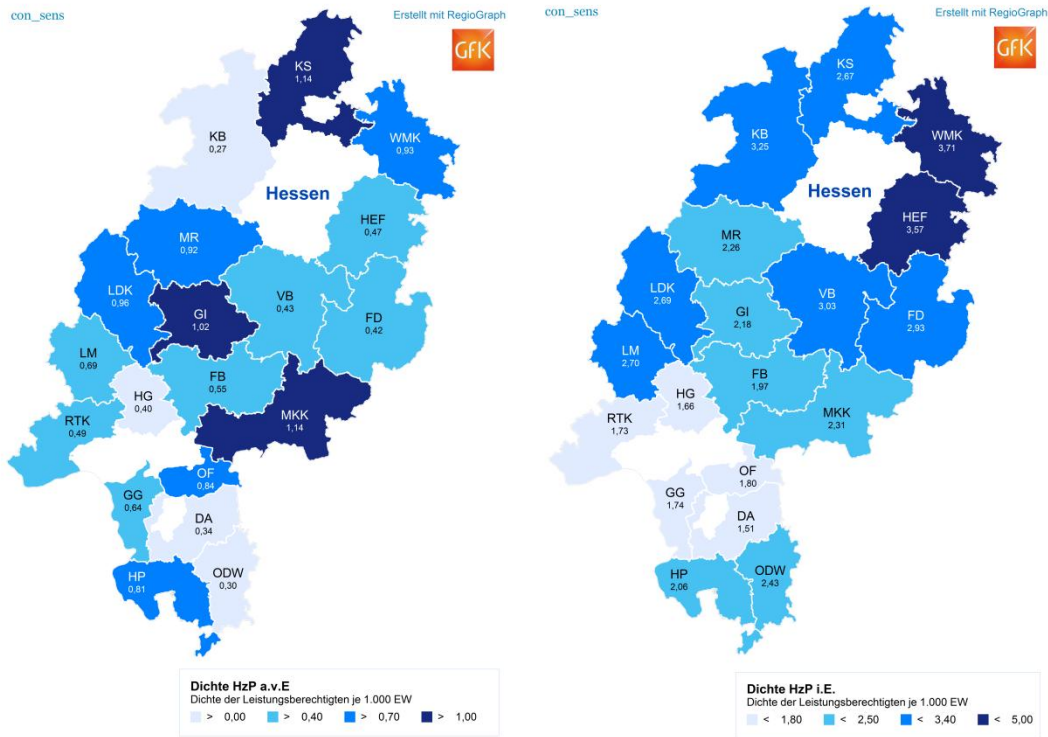 con_sens
Erstellt mit RegioGraph
GfK
KS
1,14
KB
0,27
WMK
0,93
Hessen
HEF
0,47
MR
0,92
LDK
0,96
VB
0,43
GI
1,02
FD
0,42
LM
0,69
FB
0,55
HG
0,40
MKK
1,14
RTK
0,49
OF
0,84
GG
0,64
DA
0,34
HP
0,81
ODW
0,30
Dichte HzP a.v.E
Dichte der Leistungsberechtigten je 1.000 EW
> 0,00 > 0,40 > 0,70 > 1,00
con_sens
Erstellt mit RegioGraph
GfK
KS
2,67
KB
3,25
WMK
3,71
Hessen
HEF
3,57
MR
2,26
LDK
2,69
VB
3,03
GI
2,18
FD
2,93
LM
2,70
FB
1,97
HG
1,66
MKK
2,31
RTK
1,73
OF
1,80
GG
1,74
DA
1,51
HP
2,06
ODW
2,43
Dichte HzP i.E.
Dichte der Leistungsberechtigten je 1.000 EW
< 1,80 < 2,50 < 3,40 < 5,00